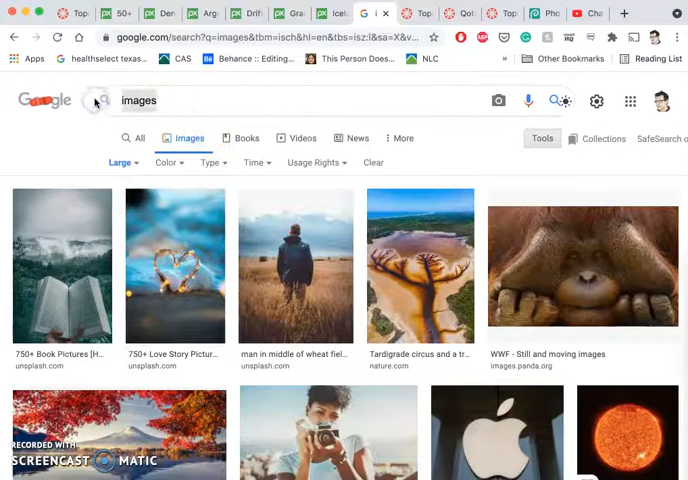 Top
50+
Den
Arg
Drif
Gra
Icela
G i
Top
Qot
Top
Pho
Cha
google.com/search?q=images&tbm=isch&hl=en&tbs=isz:l&sa=X&v...
Apps
healthselect texas...
CAS
Behance :: Editing...
This Person Does...
NLC
»
Other Bookmarks
Reading List
Google
images
All
Images
Books
Videos
News
More
Tools
Collections
SafeSearch o
Large
Color
Type
Time
Usage Rights
Clear
750+ Book Pictures [H...
unsplash.com
750+ Love Story Pictur...
unsplash.com
man in middle of wheat fiel...
unsplash.com
Tardigrade circus and a tr...
nature.com
WWF - Still and moving images
images.panda.org
RECORDED WITH
SCREENCAST MATIC